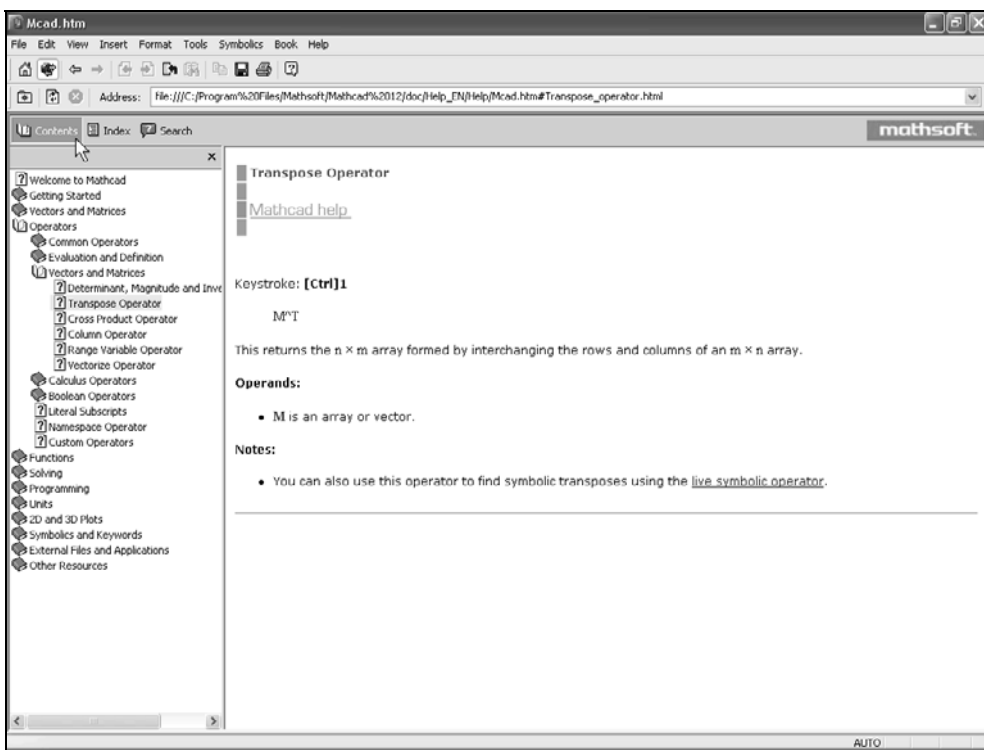 Mcad.htm
File Edit View Insert Format Tools Symbolics Book Help
Address: file:///C:/Program%20Files/Mathsoft/Mathcad%2012/doc/Help_EN/Help/Mcad.htm#Transpose_operator.html
Contents Index Search
mathsoft.
Welcome to Mathcad
Getting Started
Vectors and Matrices
Operators
Common Operators
Evaluation and Definition
Vectors and Matrices
Determinant, Magnitude and Inve
Transpose Operator
Cross Product Operator
Column Operator
Range Variable Operator
Vectorize Operator
Calculus Operators
Boolean Operators
Literal Subscripts
Namespace Operator
Custom Operators
Functions
Solving
Programming
Units
2D and 3D Plots
Symbolics and Keywords
External Files and Applications
Other Resources
Transpose Operator
Mathcad help
Keystroke: [Ctrl]1
M^T
This returns the n × m array formed by interchanging the rows and columns of an m × n array.
Operands:
• M is an array or vector.
Notes:
• You can also use this operator to find symbolic transposes using the live symbolic operator.
AUTO